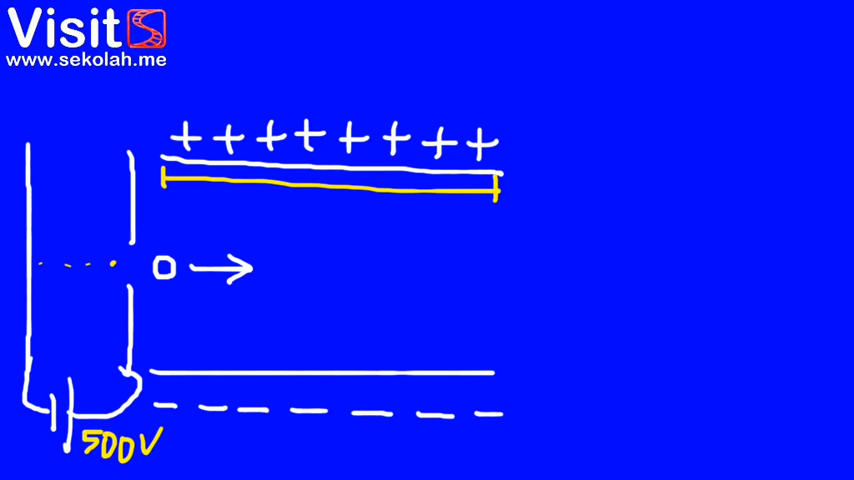 Visit S
www.sekolah.me
+ + + + + + + +
500V